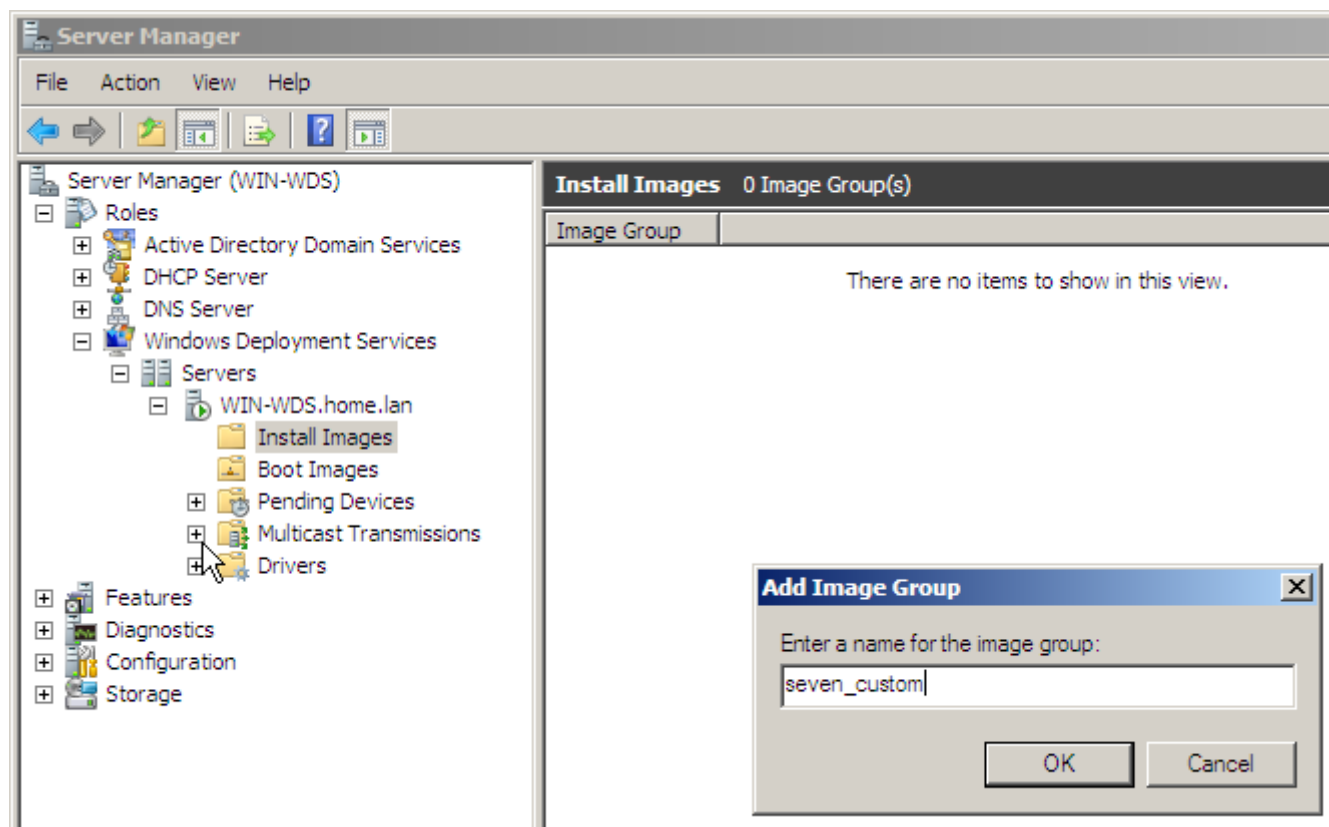 Server Manager
File Action View Help
Server Manager (WIN-WDS)
Roles
Active Directory Domain Services
DHCP Server
DNS Server
Windows Deployment Services
Servers
WIN-WDS.home.lan
Install Images
Boot Images
Pending Devices
Multicast Transmissions
Drivers
Features
Diagnostics
Configuration
Storage
Install Images 0 Image Group(s)
Image Group
There are no items to show in this view.
Add Image Group
Enter a name for the image group:
seven_custom
OK Cancel